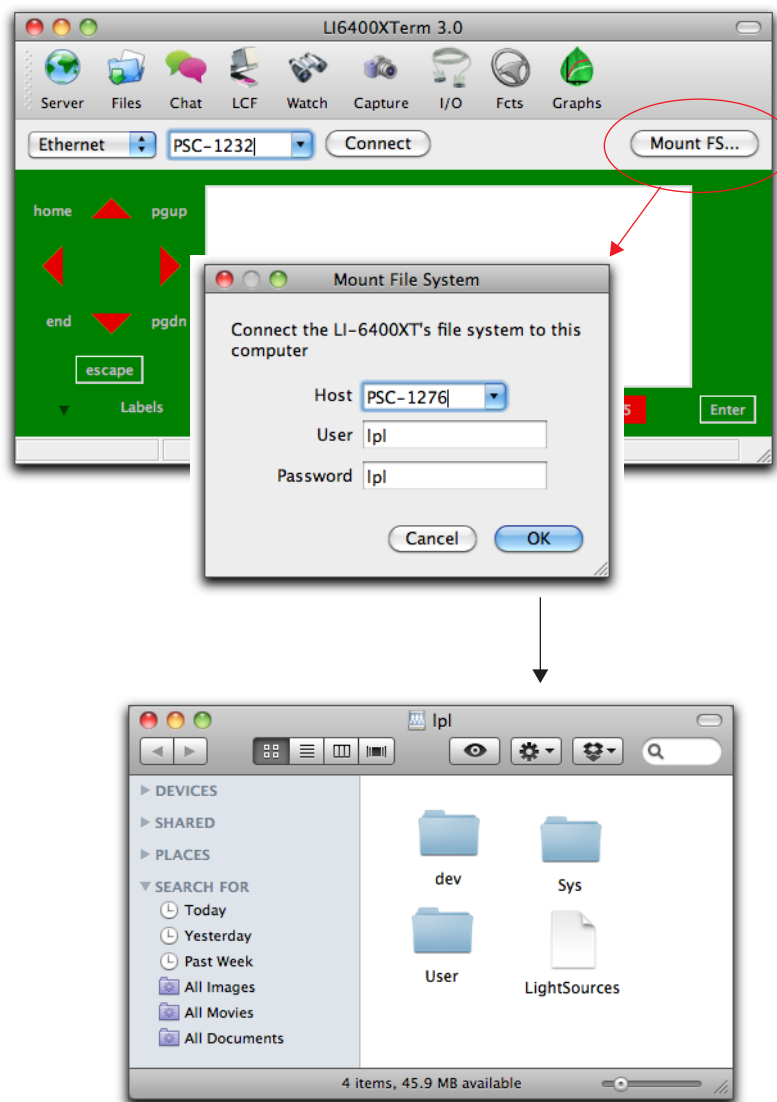 LI6400XTerm 3.0
Server Files Chat LCF Watch Capture I/O Fcts Graphs
Ethernet PSC-1232 Connect Mount FS...
home pgup
end pgdn
escape
Labels 5 Enter
Mount File System
Connect the LI-6400XT's file system to this
computer
Host PSC-1276
User lpl
Password lpl
Cancel OK
lpl
DEVICES
SHARED
PLACES
SEARCH FOR
Today
Yesterday
Past Week
All Images
All Movies
All Documents
dev Sys
User LightSources
4 items, 45.9 MB available